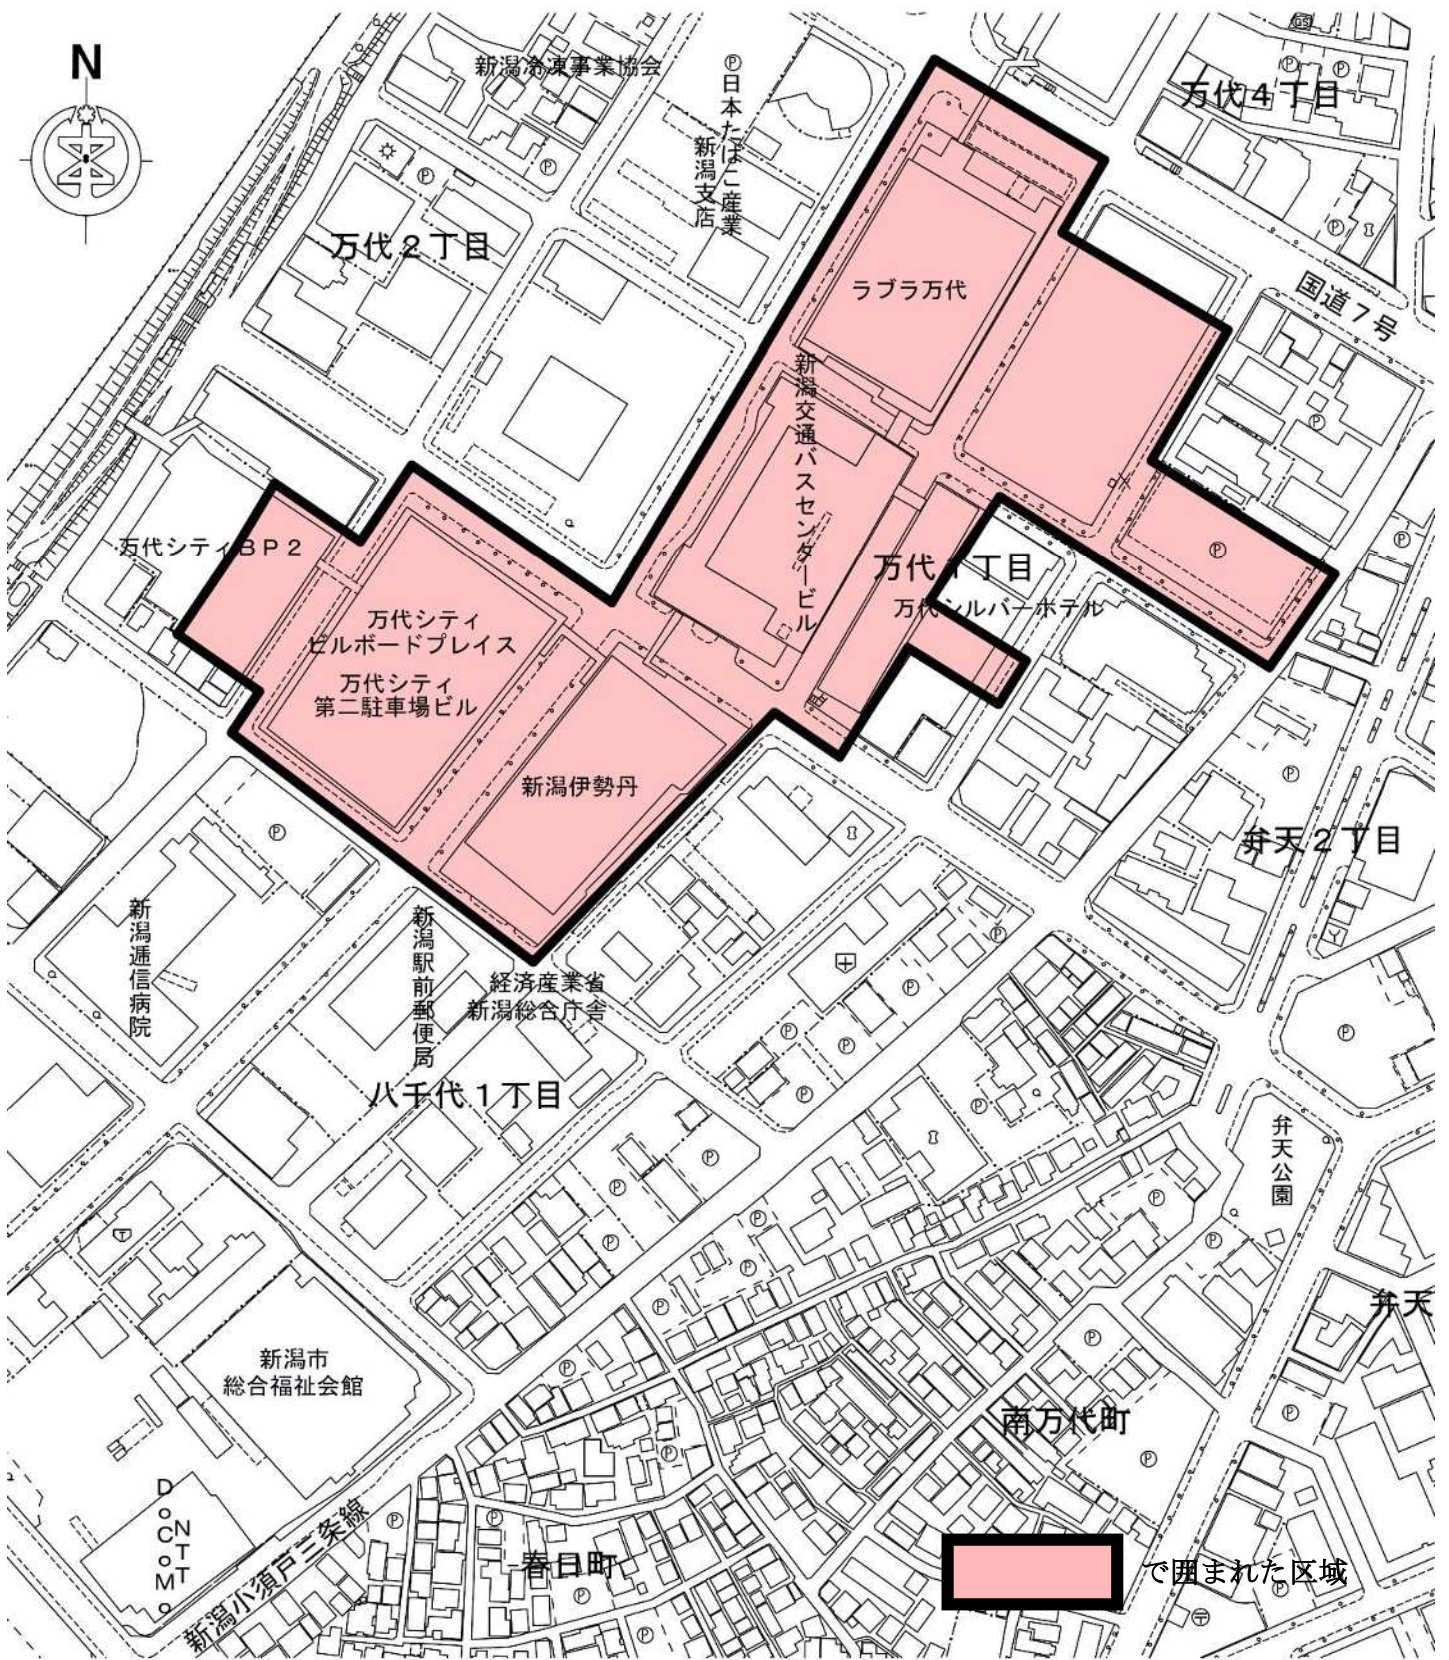 N
新潟冷凍事業協会
Ⓟ日本たばこ産業
新潟支店
万代4丁目
万代2丁目
国道7号
ラブラ万代
新潟交通バスセンタービル
万代シティBP2
万代1丁目
万代シルバーホテル
万代シティ
ビルボードプレイス
万代シティ
第二駐車場ビル
新潟伊勢丹
弁天2丁目
新潟逓信病院
新潟駅前郵便局
経済産業省
新潟総合庁舎
八千代1丁目
弁天公園
弁天
新潟市
総合福祉会館
南万代町
NTT
DoCoMo
新潟小須戸三条線
春日町
で囲まれた区域